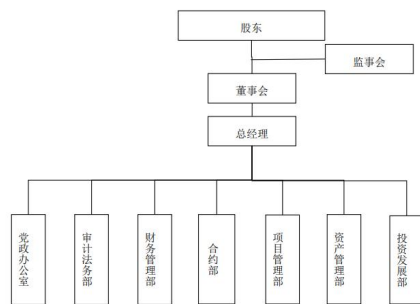 股东
监事会
董事会
总经理
党政办公室
审计法务部
财务管理部
合约部
项目管理部
资产管理部
投资发展部